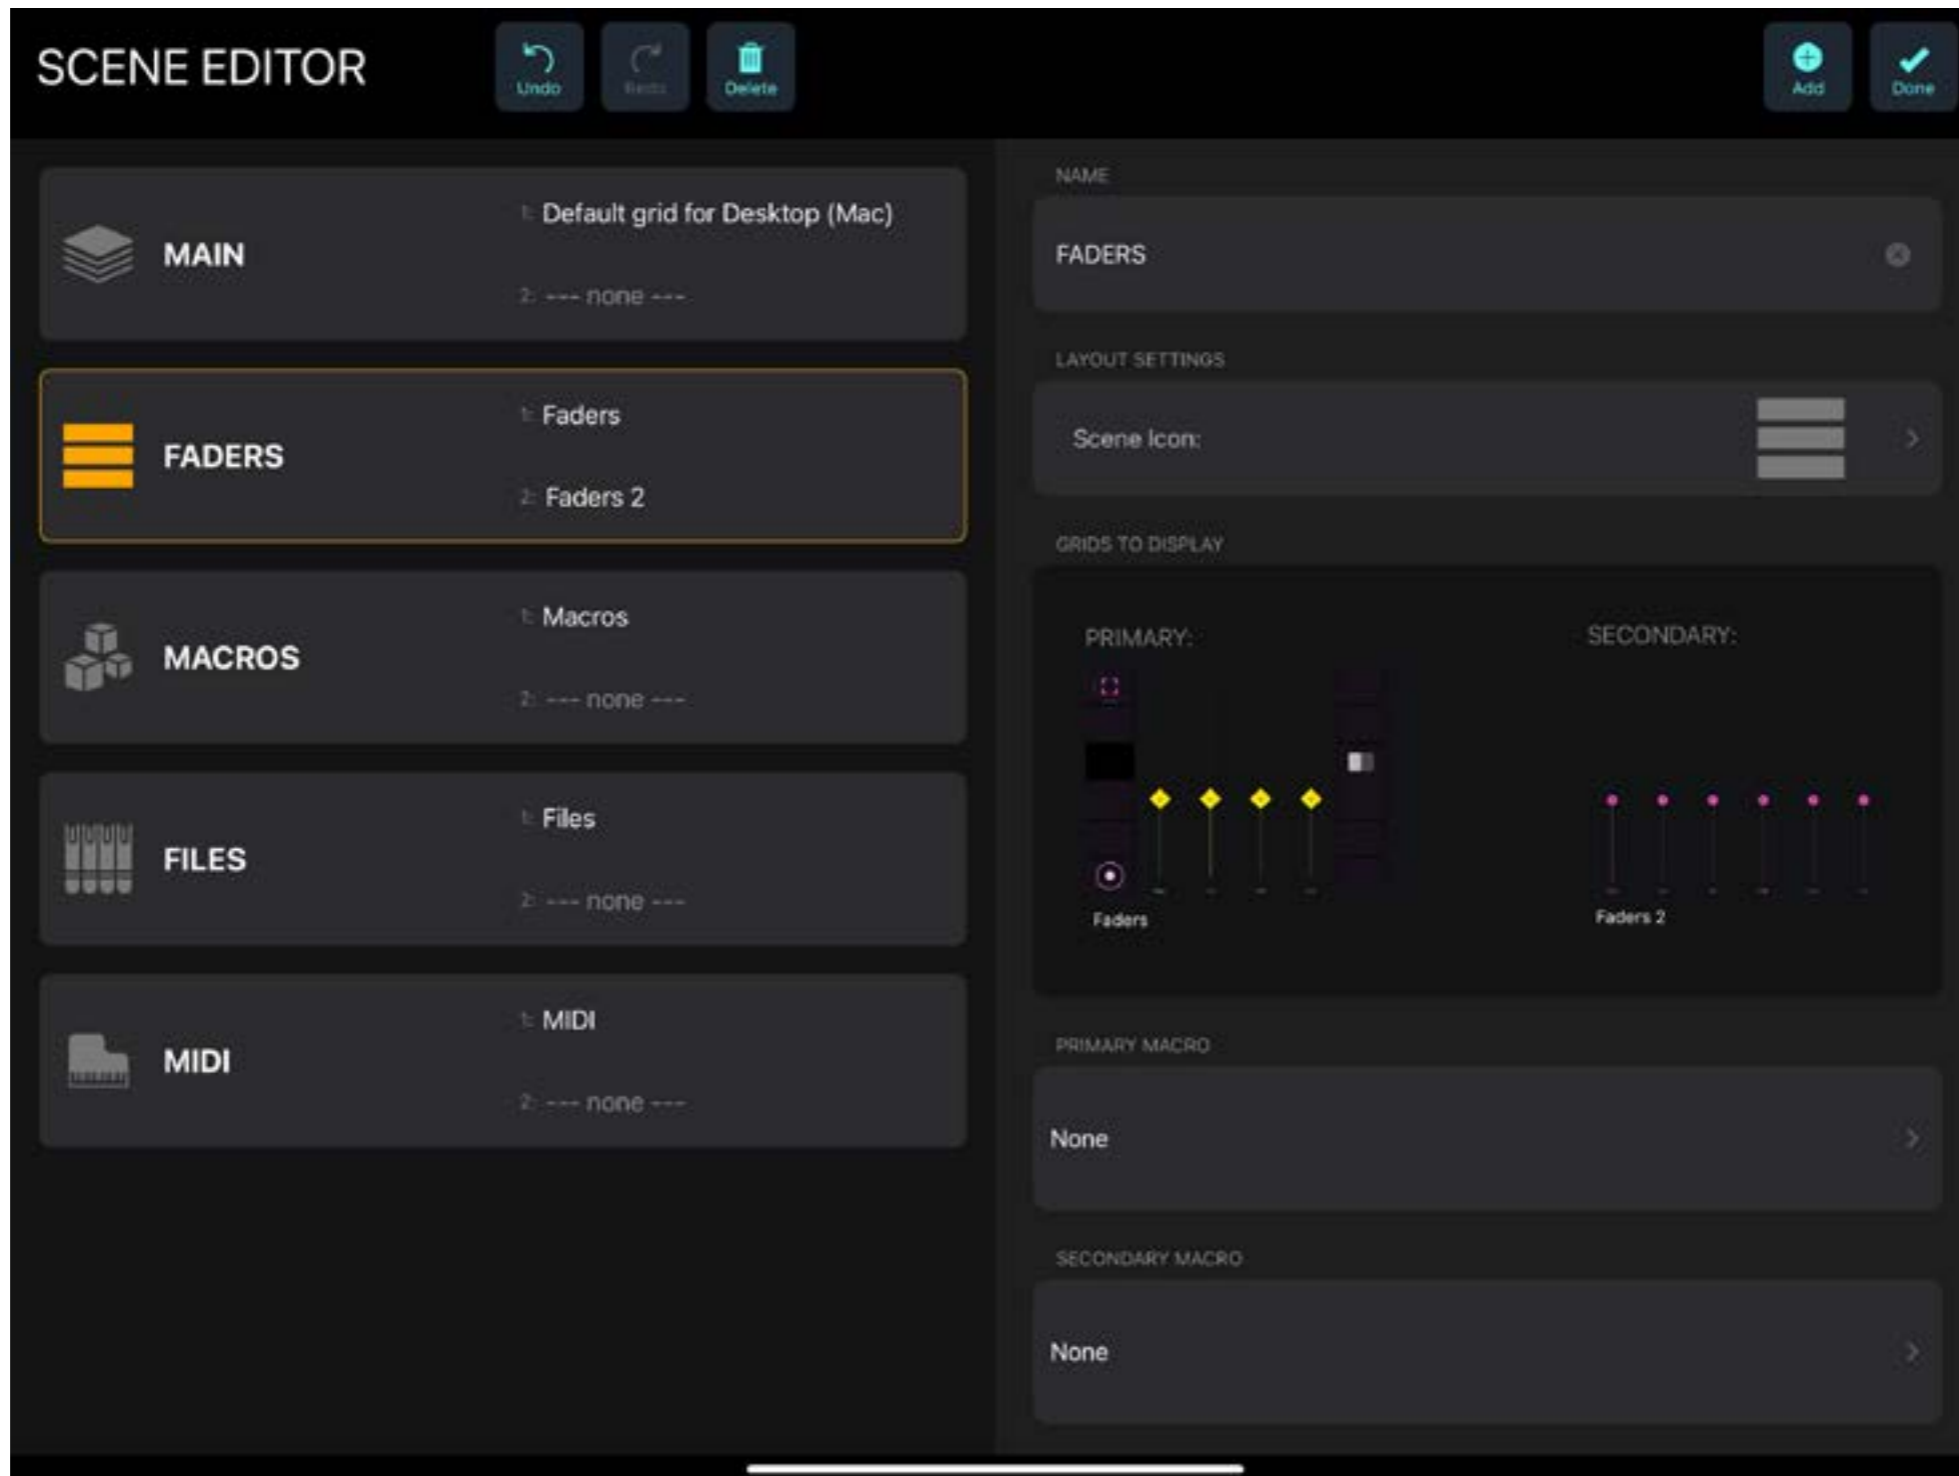 SCENE EDITOR
Undo
Redo
Delete
Add
Done
MAIN
1: Default grid for Desktop (Mac)
2: --- none ---
FADERS
1: Faders
2: Faders 2
MACROS
1: Macros
2: --- none ---
FILES
1: Files
2: --- none ---
MIDI
1: MIDI
2: --- none ---
NAME
FADERS
LAYOUT SETTINGS
Scene Icon:
GRIDS TO DISPLAY
PRIMARY:
SECONDARY:
Faders
Faders 2
PRIMARY MACRO
None
SECONDARY MACRO
None